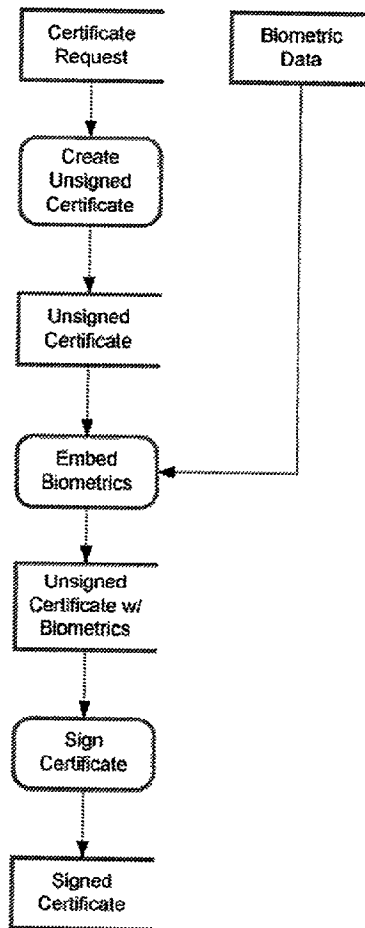 Certificate
Request
Biometric
Data
Create
Unsigned
Certificate
Unsigned
Certificate
Embed
Biometrics
Unsigned
Certificate w/
Biometrics
Sign
Certificate
Signed
Certificate